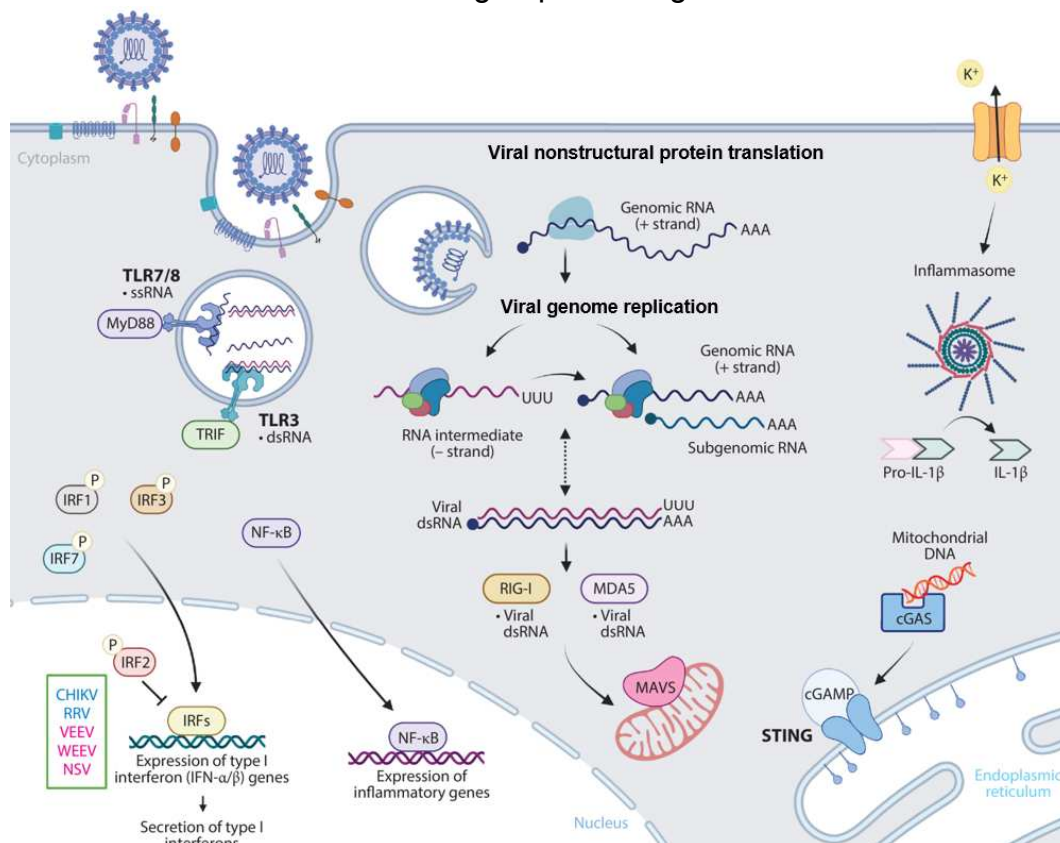 K⁺
Cytoplasm
Viral nonstructural protein translation
K⁺
Genomic RNA
(+ strand)
AAA
Inflammasome
TLR7/8
• ssRNA
MyD88
Viral genome replication
Genomic RNA
(+ strand)
UUU
AAA
AAA
TLR3
• dsRNA
TRIF
RNA intermediate
(– strand)
Subgenomic RNA
Pro-IL-1β
IL-1β
P
IRF1
P
IRF3
P
IRF7
NF-κB
Viral
dsRNA
UUU
AAA
Mitochondrial
DNA
cGAS
RIG-I
• Viral
dsRNA
MDA5
• Viral
dsRNA
P
IRF2
MAVS
cGAMP
STING
CHIKV
RRV
VEEV
WEEV
NSV
IRFs
Expression of type I
interferon (IFN-α/β) genes
NF-κB
Expression of
inflammatory genes
Endoplasmic
reticulum
Nucleus
Secretion of type I
interferons